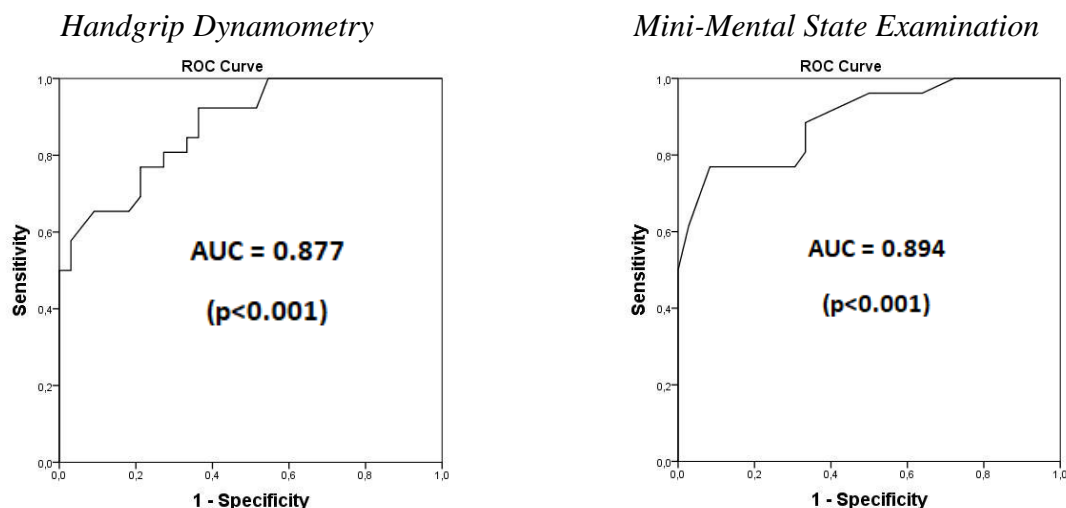 Handgrip Dynamometry
ROC Curve
1,0
0,8
0,6
0,4
0,2
0,0
Sensitivity
AUC = 0.877
(p<0.001)
0,0 0,2 0,4 0,6 0,8 1,0
1 - Specificity
Mini-Mental State Examination
ROC Curve
1,0
0,8
0,6
0,4
0,2
0,0
Sensitivity
AUC = 0.894
(p<0.001)
0,0 0,2 0,4 0,6 0,8 1,0
1 - Specificity